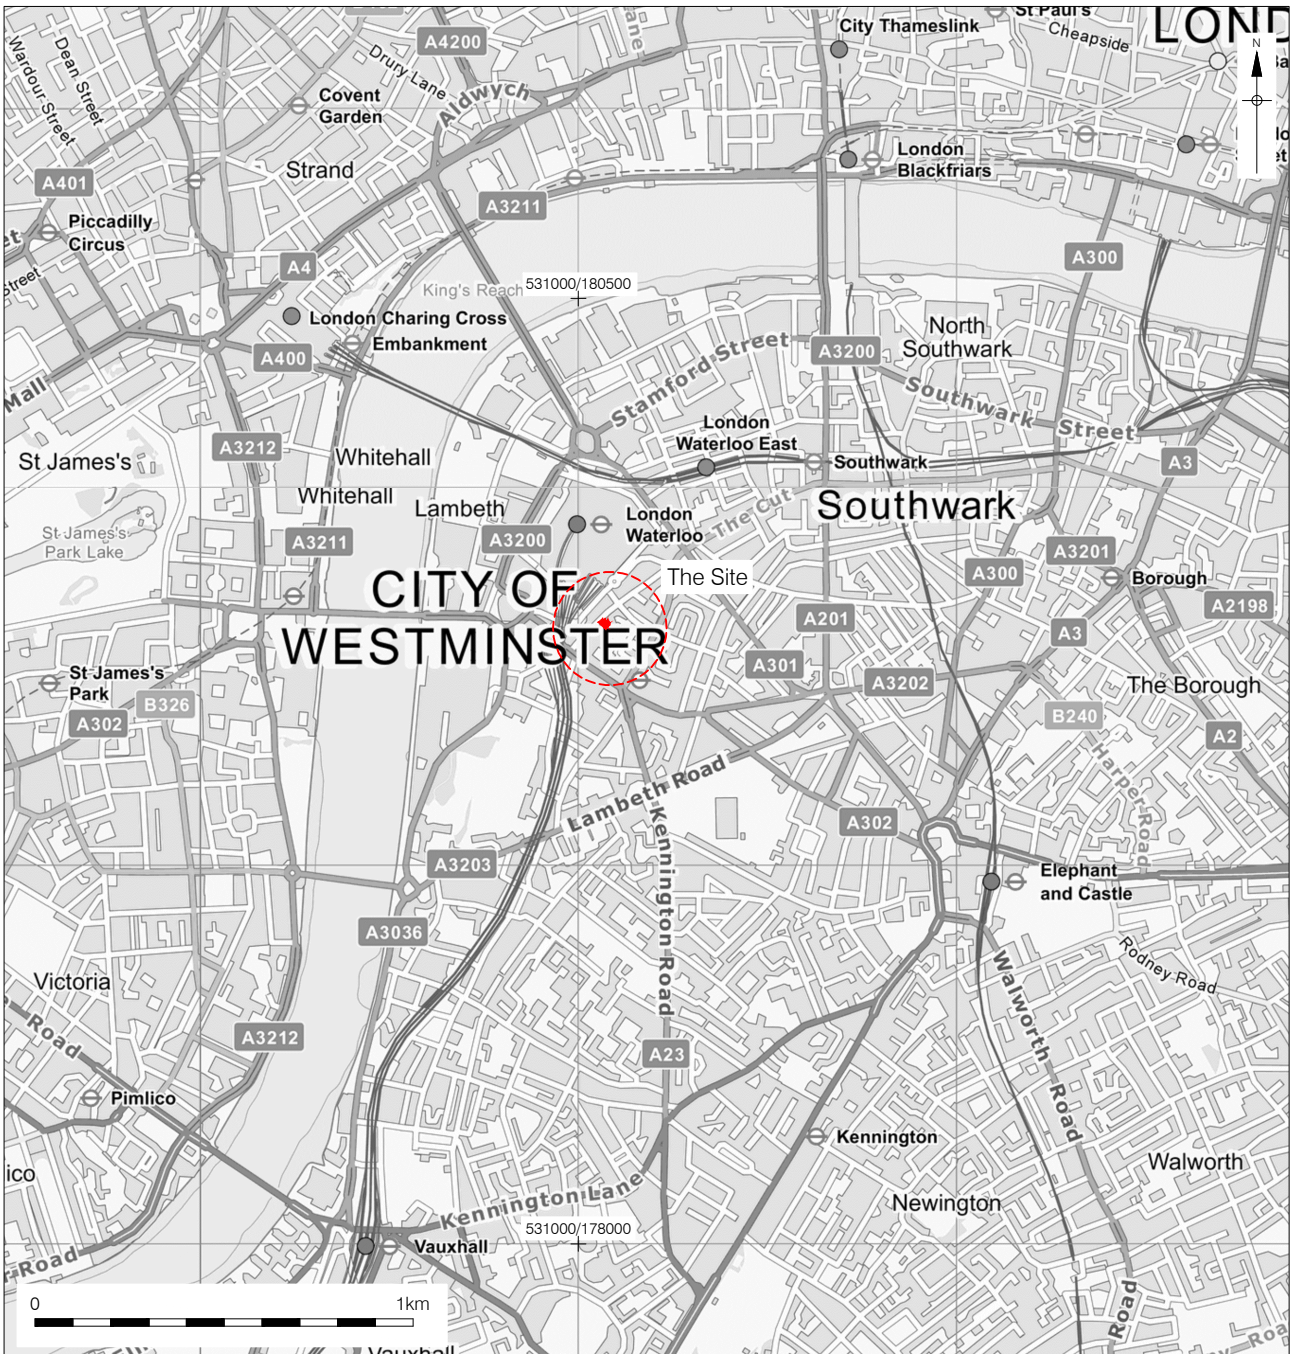 City Thameslink
St Paul's
Cheapside
LOND
N
A4200
Drury Lane
Aldwych
Dean Street
Wardour Street
Covent
Garden
Strand
London
Blackfriars
A401
A3211
Piccadilly
Circus
A4
A300
531000/180500
King's Reach
London Charing Cross
Embankment
A400
Mall
Stamford Street
A3200
North
Southwark
Southwark Street
A3212
London
Waterloo East
Southwark
A3
St James's
Whitehall
Whitehall
Lambeth
Southwark
The Cut
St James's
Park Lake
A3211
A3200
London
Waterloo
A3201
A300
Borough
The Site
CITY OF
WESTMINSTER
A201
A2198
A3
St James's
Park
B326
A302
A301
A3202
The Borough
B240
A2
Harper Road
Lambeth Road
Kennington Road
A302
A3203
Elephant
and Castle
A3036
Rodney Road
Victoria
Road
A3212
Walworth Road
A23
Pimlico
Kennington
Walworth
Newington
Kennington Lane
531000/178000
Vauxhall
Road
Road
0
1km
Vauxhall